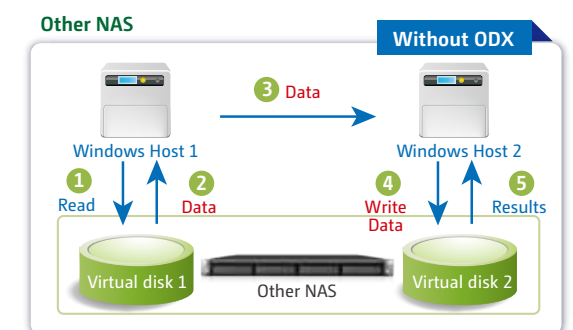 Other NAS
Without ODX
3 Data
Windows Host 1
Windows Host 2
1
Read
2
Data
4
Write
Data
5
Results
Virtual disk 1
Other NAS
Virtual disk 2